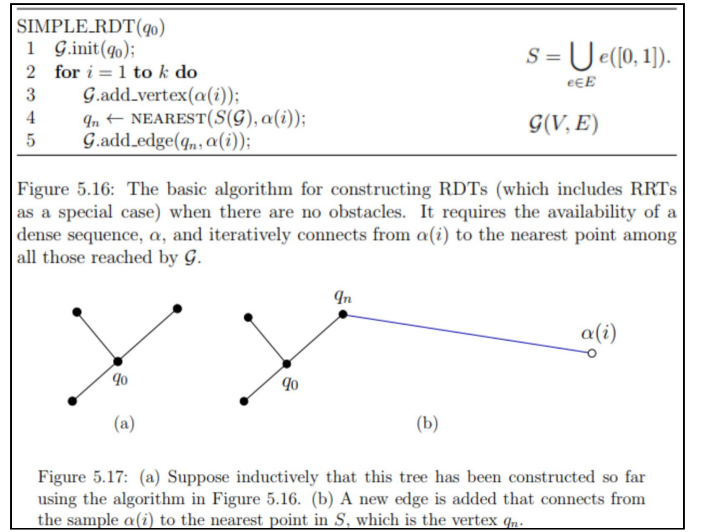 SIMPLE_RDT(q₀)
1 𝒢.init(q₀);
2 for i = 1 to k do
3 𝒢.add_vertex(α(i));
4 qₙ ← NEAREST(S(𝒢), α(i));
5 𝒢.add_edge(qₙ, α(i));
S = ⋃ e([0, 1]).
e∈E
𝒢(V, E)
Figure 5.16: The basic algorithm for constructing RDTs (which includes RRTs
as a special case) when there are no obstacles. It requires the availability of a
dense sequence, α, and iteratively connects from α(i) to the nearest point among
all those reached by 𝒢.
q₀
(a)
qₙ
α(i)
q₀
(b)
Figure 5.17: (a) Suppose inductively that this tree has been constructed so far
using the algorithm in Figure 5.16. (b) A new edge is added that connects from
the sample α(i) to the nearest point in S, which is the vertex qₙ.